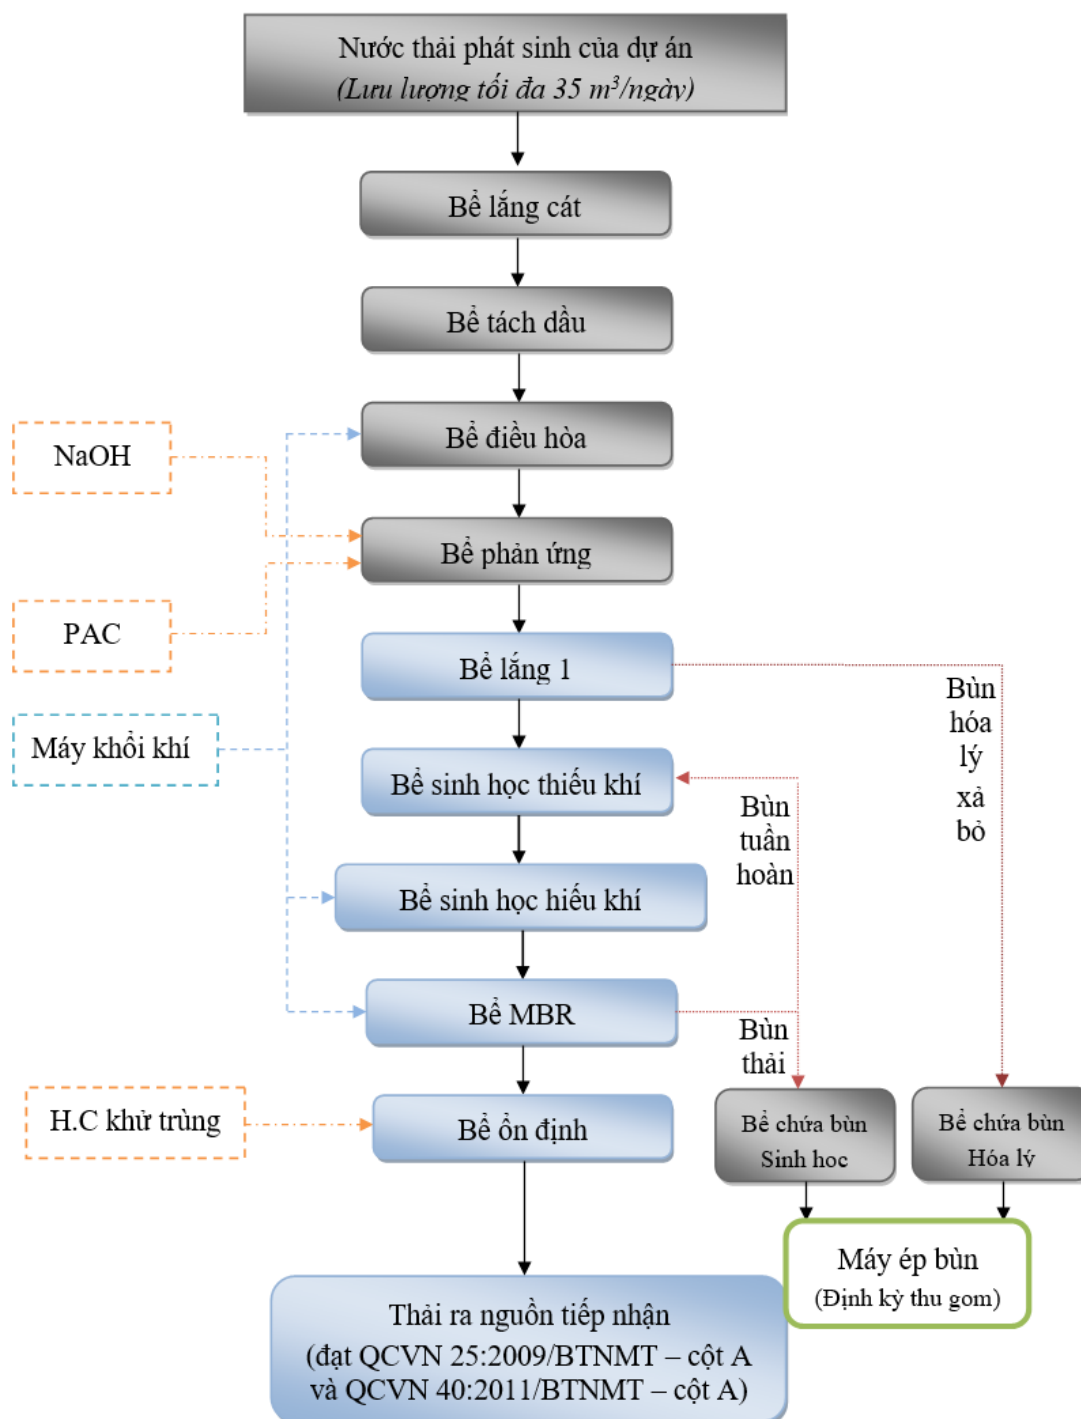 Nước thải phát sinh của dự án
(Lưu lượng tối đa 35 m³/ngày)
Bể lắng cát
Bể tách dầu
Bể điều hòa
NaOH
Bể phản ứng
PAC
Bể lắng 1
Bùn
hóa
lý
xả
bỏ
Máy khổi khí
Bể sinh học thiếu khí
Bùn
tuần
hoàn
Bể sinh học hiếu khí
Bể MBR
Bùn
thải
H.C khử trùng
Bể ổn định
Bể chứa bùn
Sinh hoc
Bể chứa bùn
Hóa lý
Máy ép bùn
(Định kỳ thu gom)
Thải ra nguồn tiếp nhận
(đạt QCVN 25:2009/BTNMT – cột A
và QCVN 40:2011/BTNMT – cột A)